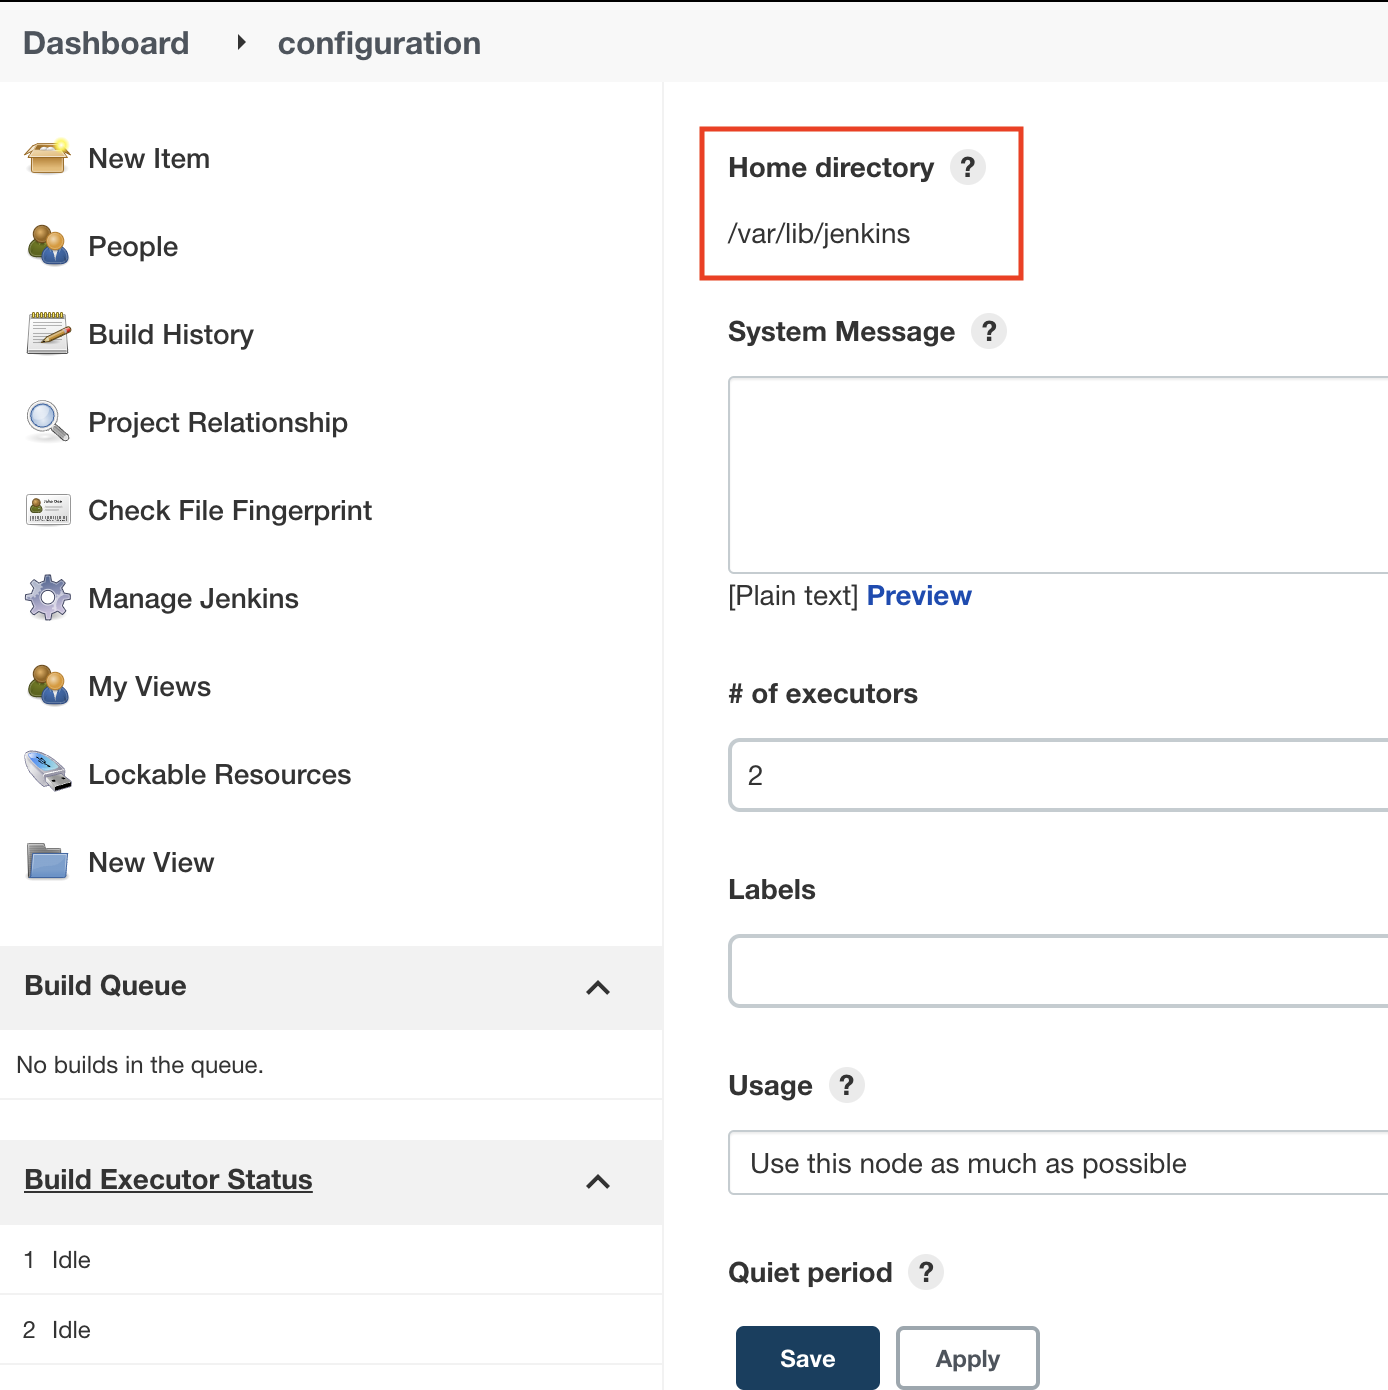 Dashboard
configuration
New Item
People
Build History
Project Relationship
Check File Fingerprint
Manage Jenkins
My Views
Lockable Resources
New View
Build Queue
No builds in the queue.
Build Executor Status
1 Idle
2 Idle
Home directory ?
/var/lib/jenkins
System Message ?
[Plain text] Preview
# of executors
2
Labels
Usage ?
Use this node as much as possible
Quiet period ?
Save Apply